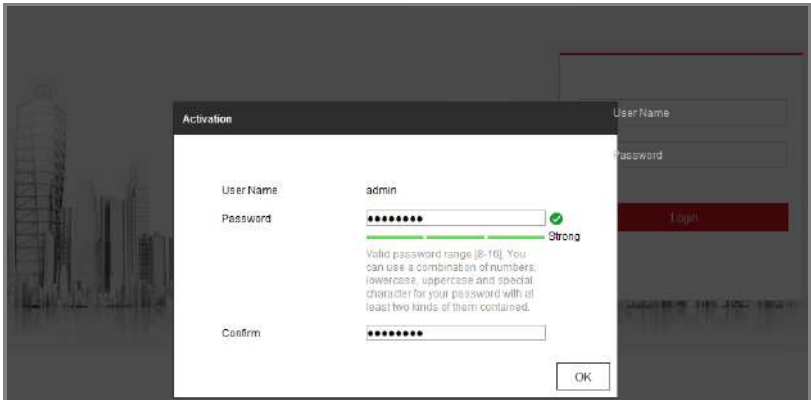 Activation
User Name
Password
Login
User Name admin
Password ●●●●●●●●
Strong
Valid password range [8-16]. You
can use a combination of numbers,
lowercase, uppercase and special
character for your password with at
least two kinds of them contained.
Confirm ●●●●●●●●
OK